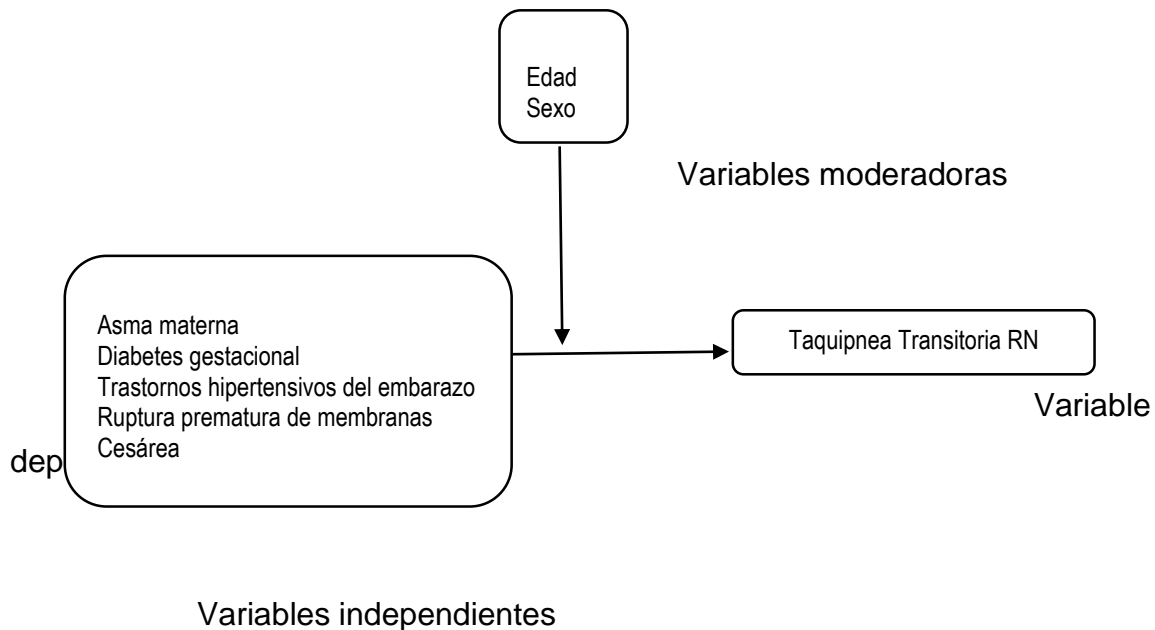 Edad
Sexo
Variables moderadoras
Asma materna
Diabetes gestacional
Trastornos hipertensivos del embarazo
Ruptura prematura de membranas
Cesárea
Taquipnea Transitoria RN
Variable
dep
Variables independientes